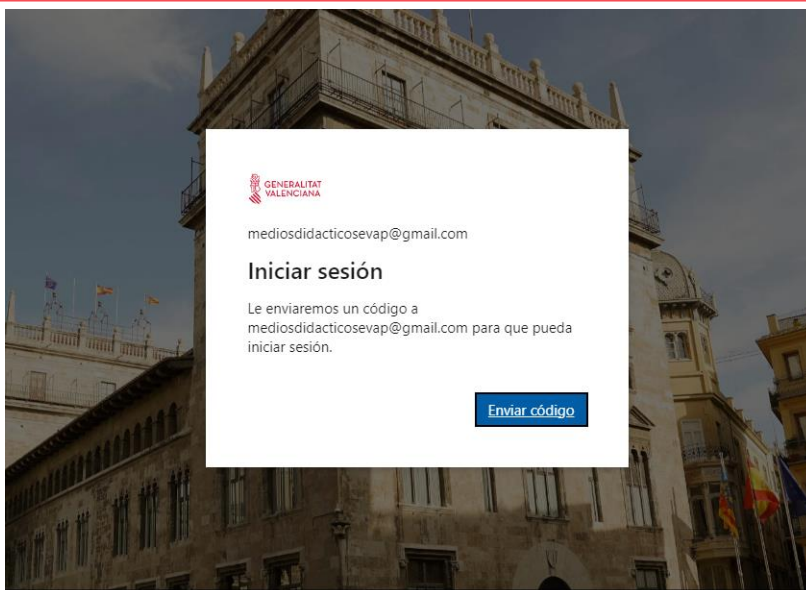 GENERALITAT
VALENCIANA
mediosdidacticosevap@gmail.com
Iniciar sesión
Le enviaremos un código a
mediosdidacticosevap@gmail.com para que pueda
iniciar sesión.
Enviar código